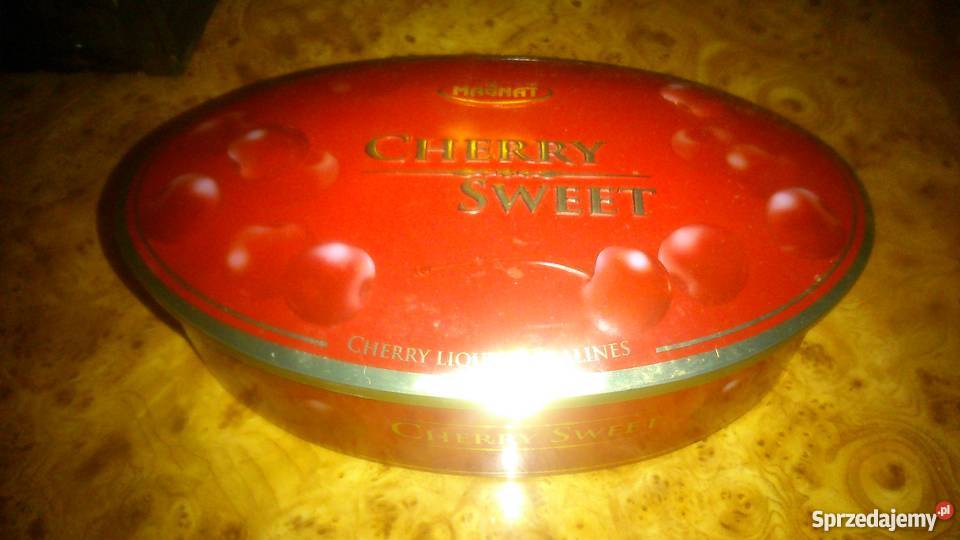 MAGNAT
CHERRY
SWEET
CHERRY
CHERRY SWEET
Sprzedajemy.pl